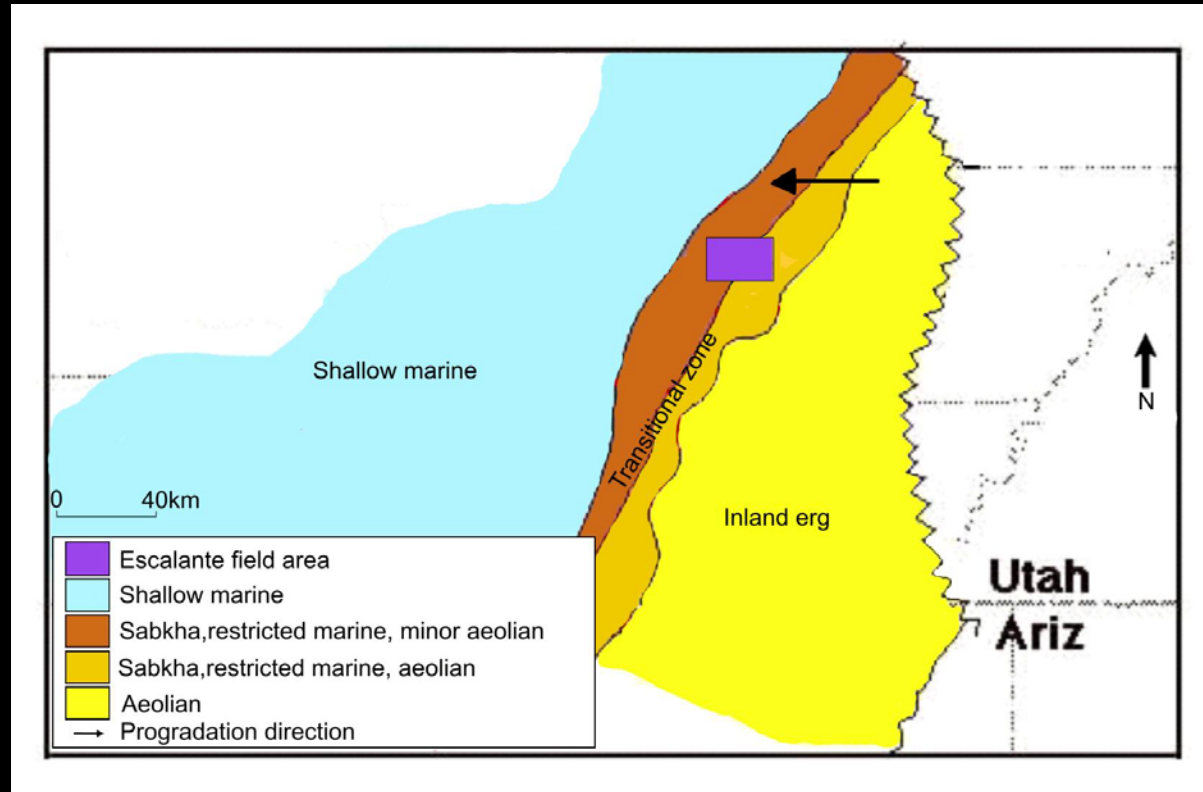 Shallow marine
Transitional zone
Inland erg
N
0 40km
Utah
Ariz
Escalante field area
Shallow marine
Sabkha,restricted marine, minor aeolian
Sabkha,restricted marine, aeolian
Aeolian
Progradation direction